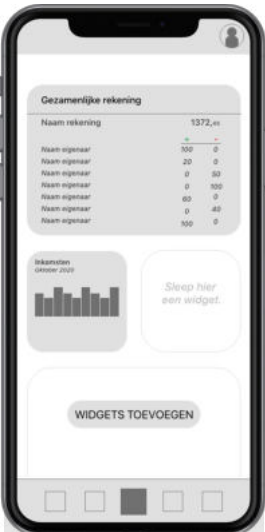 Gezamenlijke rekening
Naam rekening 1372,45
+ -
Naam eigenaar 100 0
Naam eigenaar 20 0
Naam eigenaar 0 50
Naam eigenaar 0 100
Naam eigenaar 60 0
Naam eigenaar 0 40
Naam eigenaar 100 0
Inkomsten
Oktober 2020
Sleep hier
een widget.
WIDGETS TOEVOEGEN